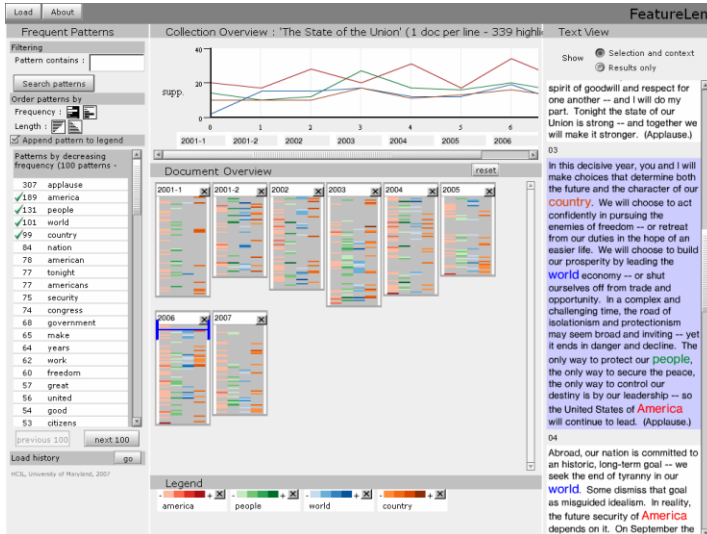 Load About FeatureLen
Frequent Patterns
Filtering
Pattern contains :
Search patterns
Order patterns by
Frequency :
Length :
Append pattern to legend
Patterns by decreasing
frequency (100 patterns -
307 applause
189 america
131 people
101 world
99 country
84 nation
78 american
77 tonight
77 americans
75 security
74 congress
68 government
65 make
64 years
62 work
60 freedom
57 great
56 united
54 good
53 citizens
previous 100 next 100
Load history go
HCIL, University of Maryland, 2007
Collection Overview : 'The State of the Union' (1 doc per line - 339 highli
40
20
supp.
0
0 1 2 3 4 5 6
2001-1 2001-2 2002 2003 2004 2005 2006
Document Overview reset
2001-1 2001-2 2002 2003 2004 2005
2006 2007
Legend
- + - + - + - +
america people world country
Text View
Show Selection and context
Results only
spirit of goodwill and respect for
one another -- and I will do my
part. Tonight the state of our
Union is strong -- and together we
will make it stronger. (Applause.)
03
In this decisive year, you and I will
make choices that determine both
the future and the character of our
country. We will choose to act
confidently in pursuing the
enemies of freedom -- or retreat
from our duties in the hope of an
easier life. We will choose to build
our prosperity by leading the
world economy -- or shut
ourselves off from trade and
opportunity. In a complex and
challenging time, the road of
isolationism and protectionism
may seem broad and inviting -- yet
it ends in danger and decline. The
only way to protect our people,
the only way to secure the peace,
the only way to control our
destiny is by our leadership -- so
the United States of America
will continue to lead. (Applause.)
04
Abroad, our nation is committed to
an historic, long-term goal -- we
seek the end of tyranny in our
world. Some dismiss that goal
as misguided idealism. In reality,
the future security of America
depends on it. On September the